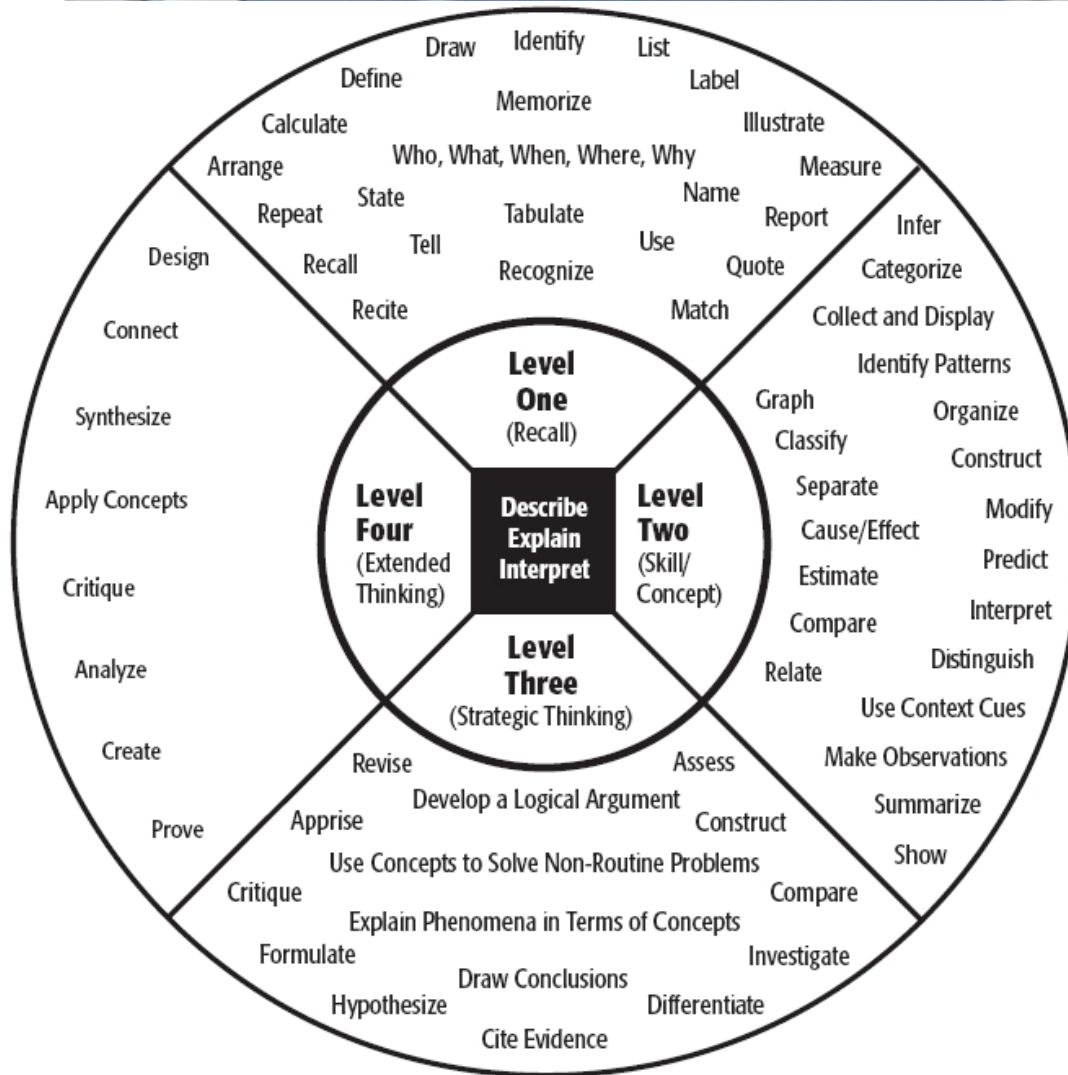 Draw
Identify
List
Define
Label
Memorize
Calculate
Illustrate
Who, What, When, Where, Why
Arrange
Measure
State
Name
Repeat
Tabulate
Report
Tell
Use
Recall
Recognize
Quote
Recite
Match
Level
One
(Recall)
Infer
Categorize
Collect and Display
Identify Patterns
Graph
Organize
Classify
Construct
Separate
Modify
Cause/Effect
Predict
Estimate
Interpret
Compare
Distinguish
Relate
Use Context Cues
Make Observations
Summarize
Show
Level
Two
(Skill/
Concept)
Describe
Explain
Interpret
Level
Three
(Strategic Thinking)
Revise
Assess
Develop a Logical Argument
Apprise
Construct
Use Concepts to Solve Non-Routine Problems
Critique
Compare
Explain Phenomena in Terms of Concepts
Formulate
Investigate
Draw Conclusions
Hypothesize
Differentiate
Cite Evidence
Level
Four
(Extended
Thinking)
Design
Connect
Synthesize
Apply Concepts
Critique
Analyze
Create
Prove